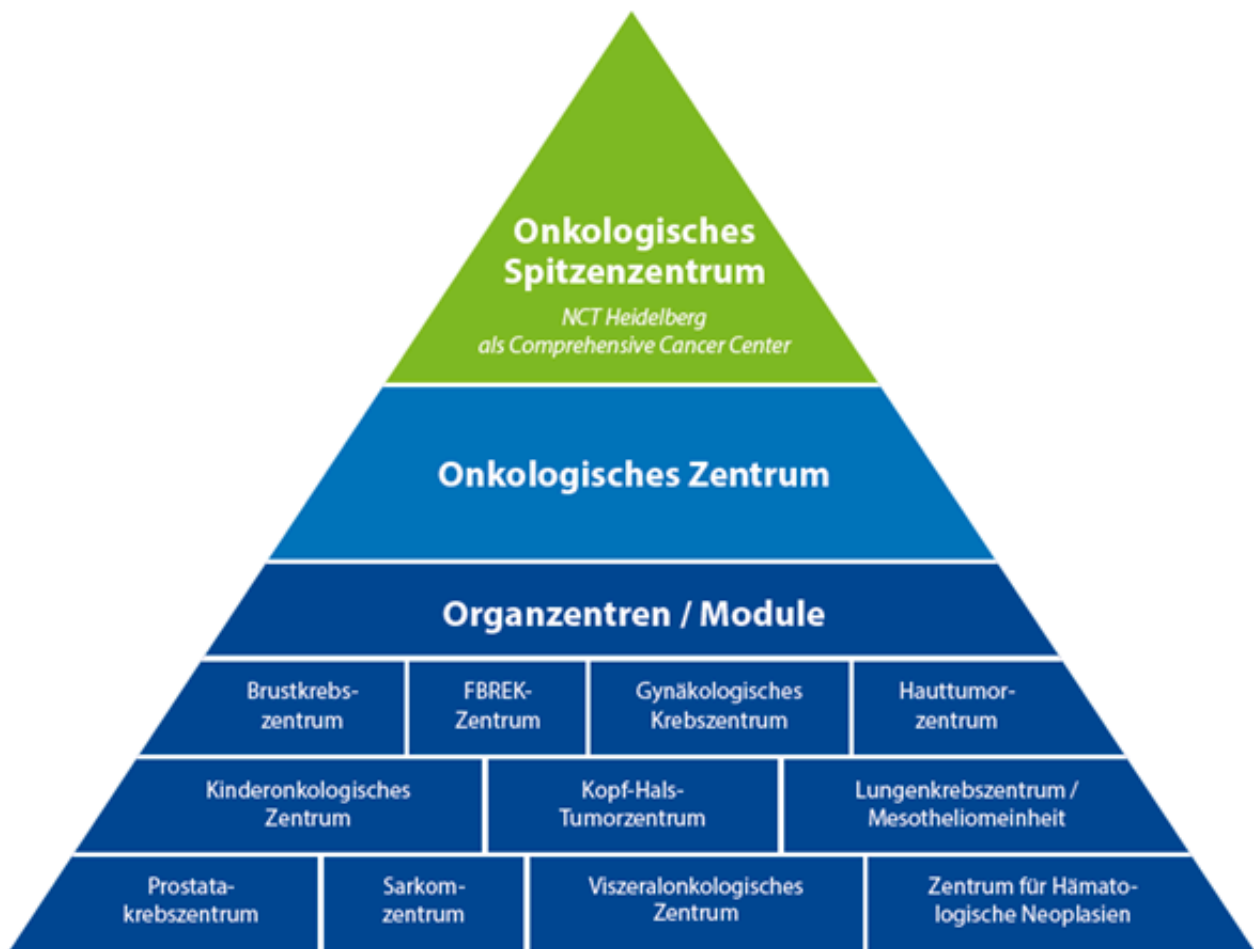 Onkologisches
Spitzenzentrum
NCT Heidelberg
als Comprehensive Cancer Center
Onkologisches Zentrum
Organzentren / Module
Brustkrebs-
zentrum
FBREK-
Zentrum
Gynäkologisches
Krebszentrum
Hauttumor-
zentrum
Kinderonkologisches
Zentrum
Kopf-Hals-
Tumorzentrum
Lungenkrebszentrum /
Mesotheliomeinheit
Prostata-
krebszentrum
Sarkom-
zentrum
Viszeralonkologisches
Zentrum
Zentrum für Hämato-
logische Neoplasien